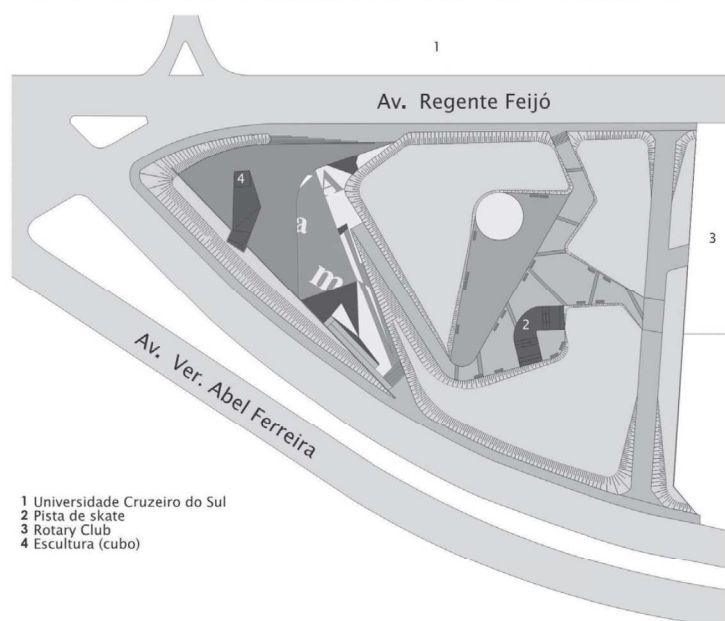 1
Av. Regente Feijó
4
A
a
m
3
2
Av. Ver. Abel Ferreira
1 Universidade Cruzeiro do Sul
2 Pista de skate
3 Rotary Club
4 Escultura (cubo)